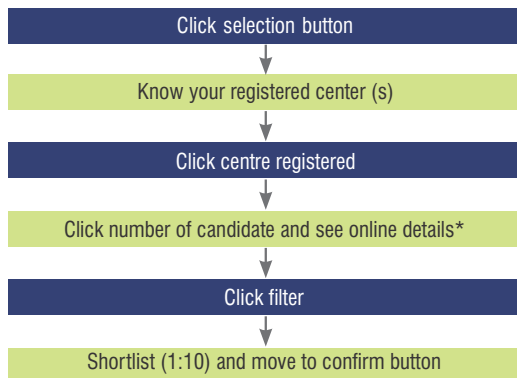 Click selection button
Know your registered center (s)
Click centre registered
Click number of candidate and see online details*
Click filter
Shortlist (1:10) and move to confirm button